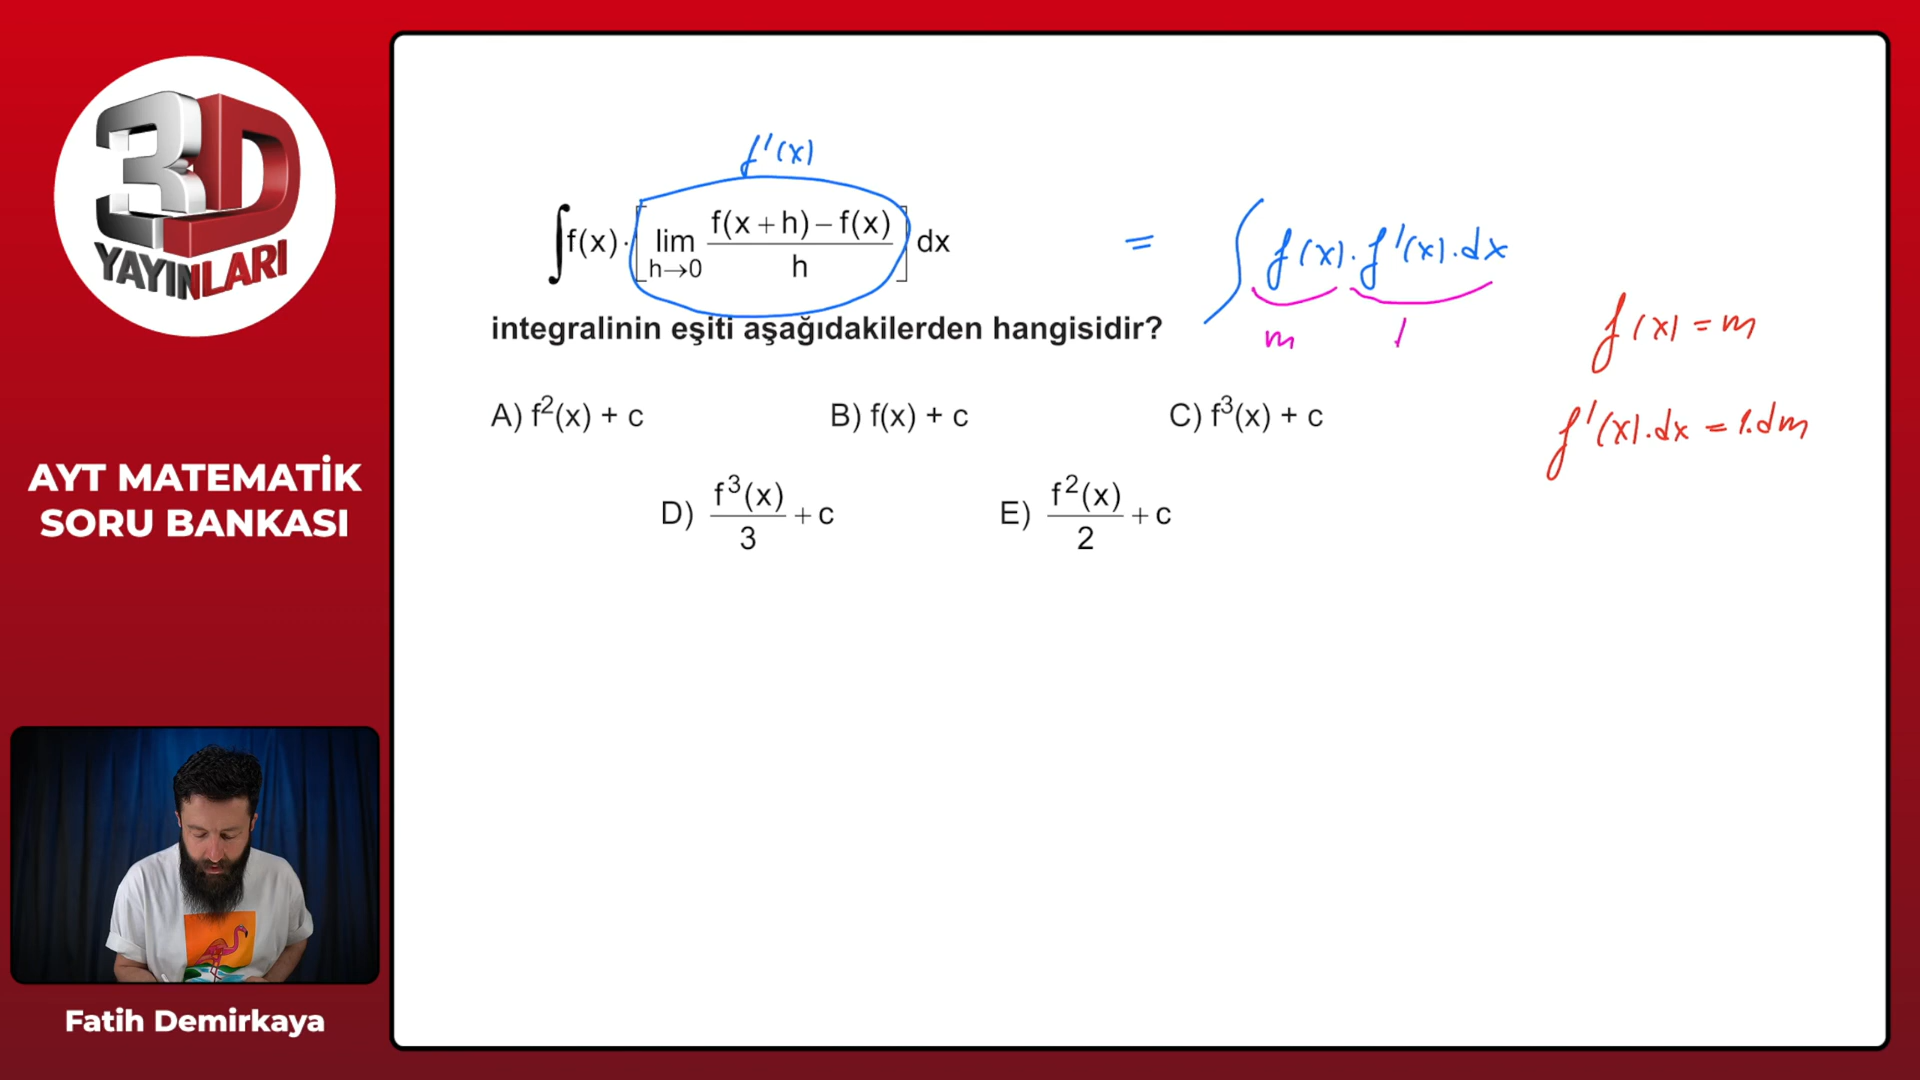 3D
YAYINLARI
AYT MATEMATİK
SORU BANKASI
Fatih Demirkaya
f'(x)
∫f(x)·[lim h→0 f(x+h)–f(x)/h] dx = ∫f(x).f'(x).dx
m 1
integralinin eşiti aşağıdakilerden hangisidir?
f(x) = m
f'(x).dx = 1.dm
A) f²(x) + c B) f(x) + c C) f³(x) + c
D) f³(x)/3 + c E) f²(x)/2 + c